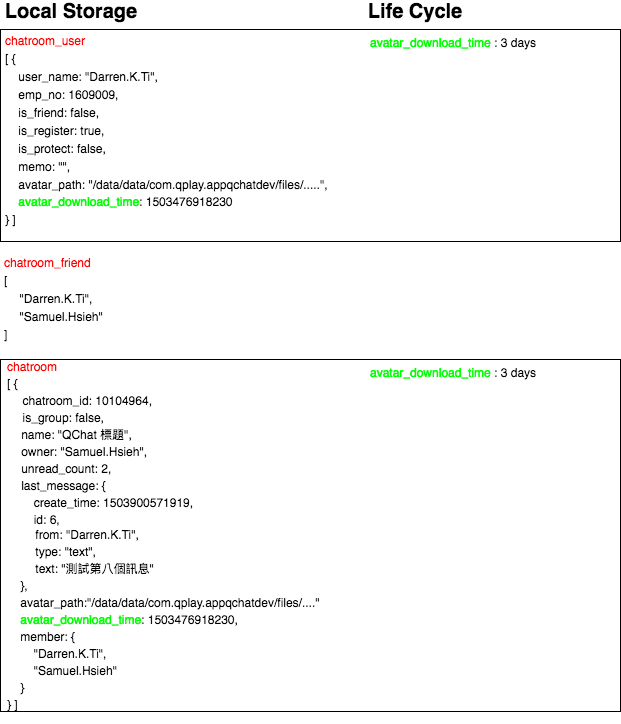 Local Storage
Life Cycle
chatroom_user
avatar_download_time : 3 days
[ {
user_name: "Darren.K.Ti",
emp_no: 1609009,
is_friend: false,
is_register: true,
is_protect: false,
memo: "",
avatar_path: "/data/data/com.qplay.appqchatdev/files/.....",
avatar_download_time: 1503476918230
} ]
chatroom_friend
[
"Darren.K.Ti",
"Samuel.Hsieh"
]
chatroom
avatar_download_time : 3 days
[ {
chatroom_id: 10104964,
is_group: false,
name: "QChat 標題",
owner: "Samuel.Hsieh",
unread_count: 2,
last_message: {
create_time: 1503900571919,
id: 6,
from: "Darren.K.Ti",
type: "text",
text: "測試第八個訊息"
},
avatar_path:"/data/data/com.qplay.appqchatdev/files/...."
avatar_download_time: 1503476918230,
member: {
"Darren.K.Ti",
"Samuel.Hsieh"
}
} ]